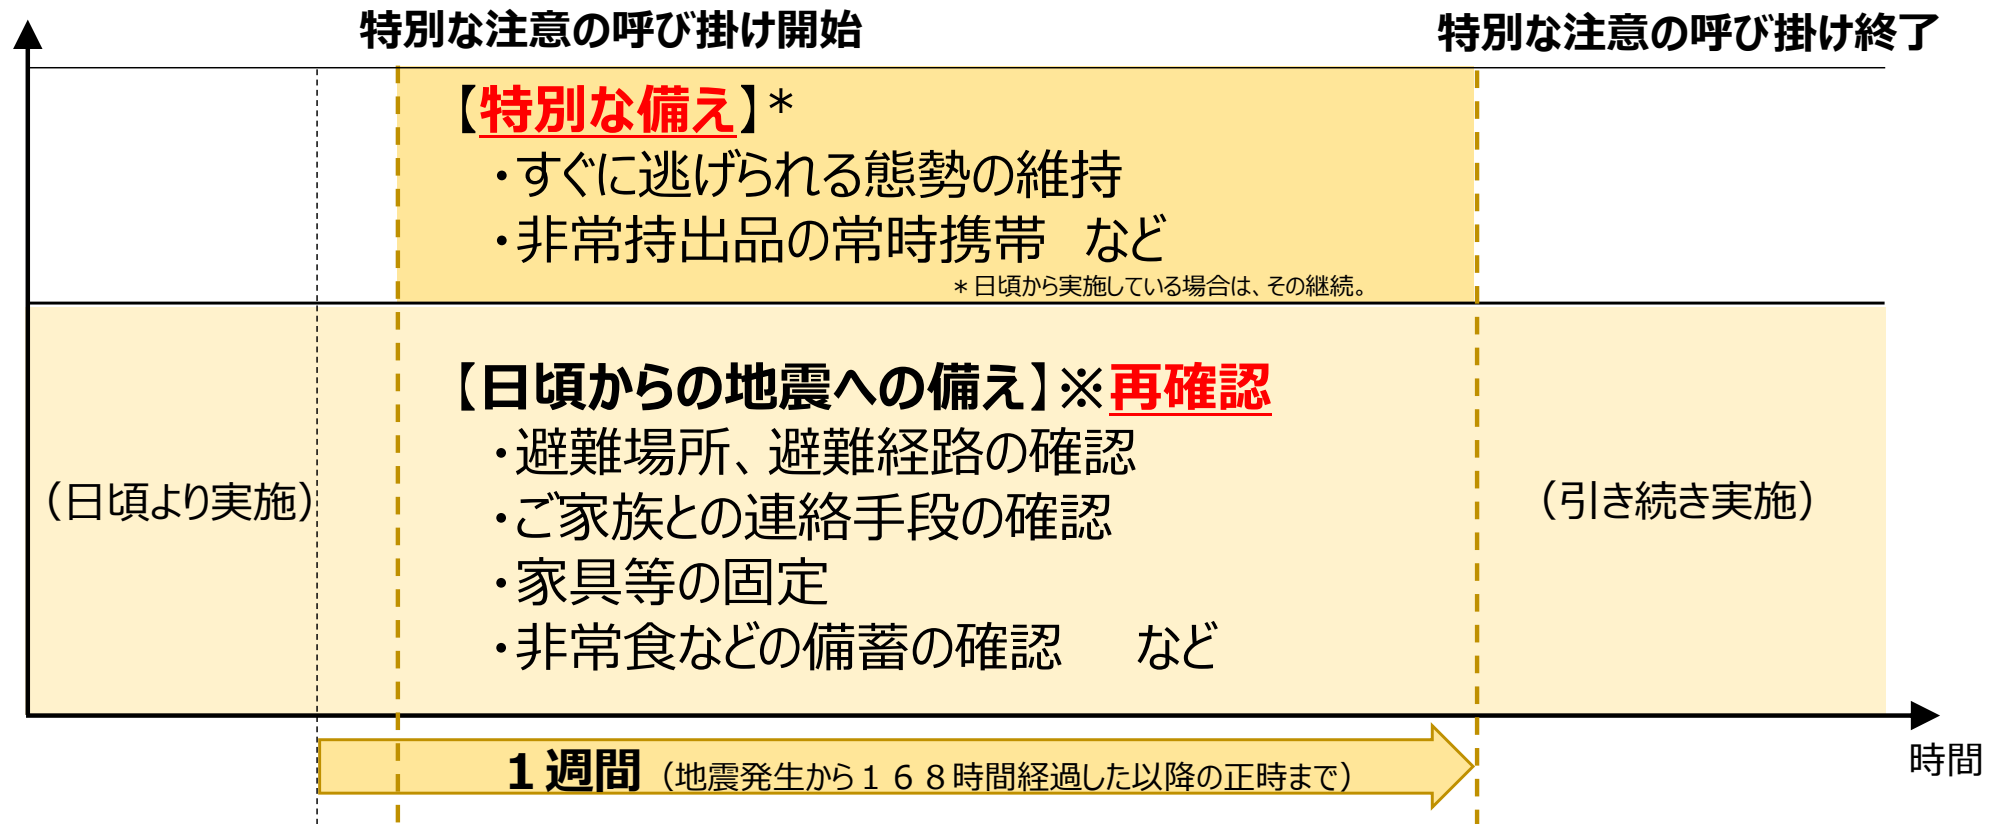 特別な注意の呼び掛け開始
特別な注意の呼び掛け終了
【特別な備え】*
・すぐに逃げられる態勢の維持
・非常持出品の常時携帯　など
＊日頃から実施している場合は、その継続。
【日頃からの地震への備え】※再確認
・避難場所、避難経路の確認
・ご家族との連絡手段の確認
・家具等の固定
・非常食などの備蓄の確認　など
（日頃より実施）
（引き続き実施）
１週間（地震発生から１６８時間経過した以降の正時まで）
時間